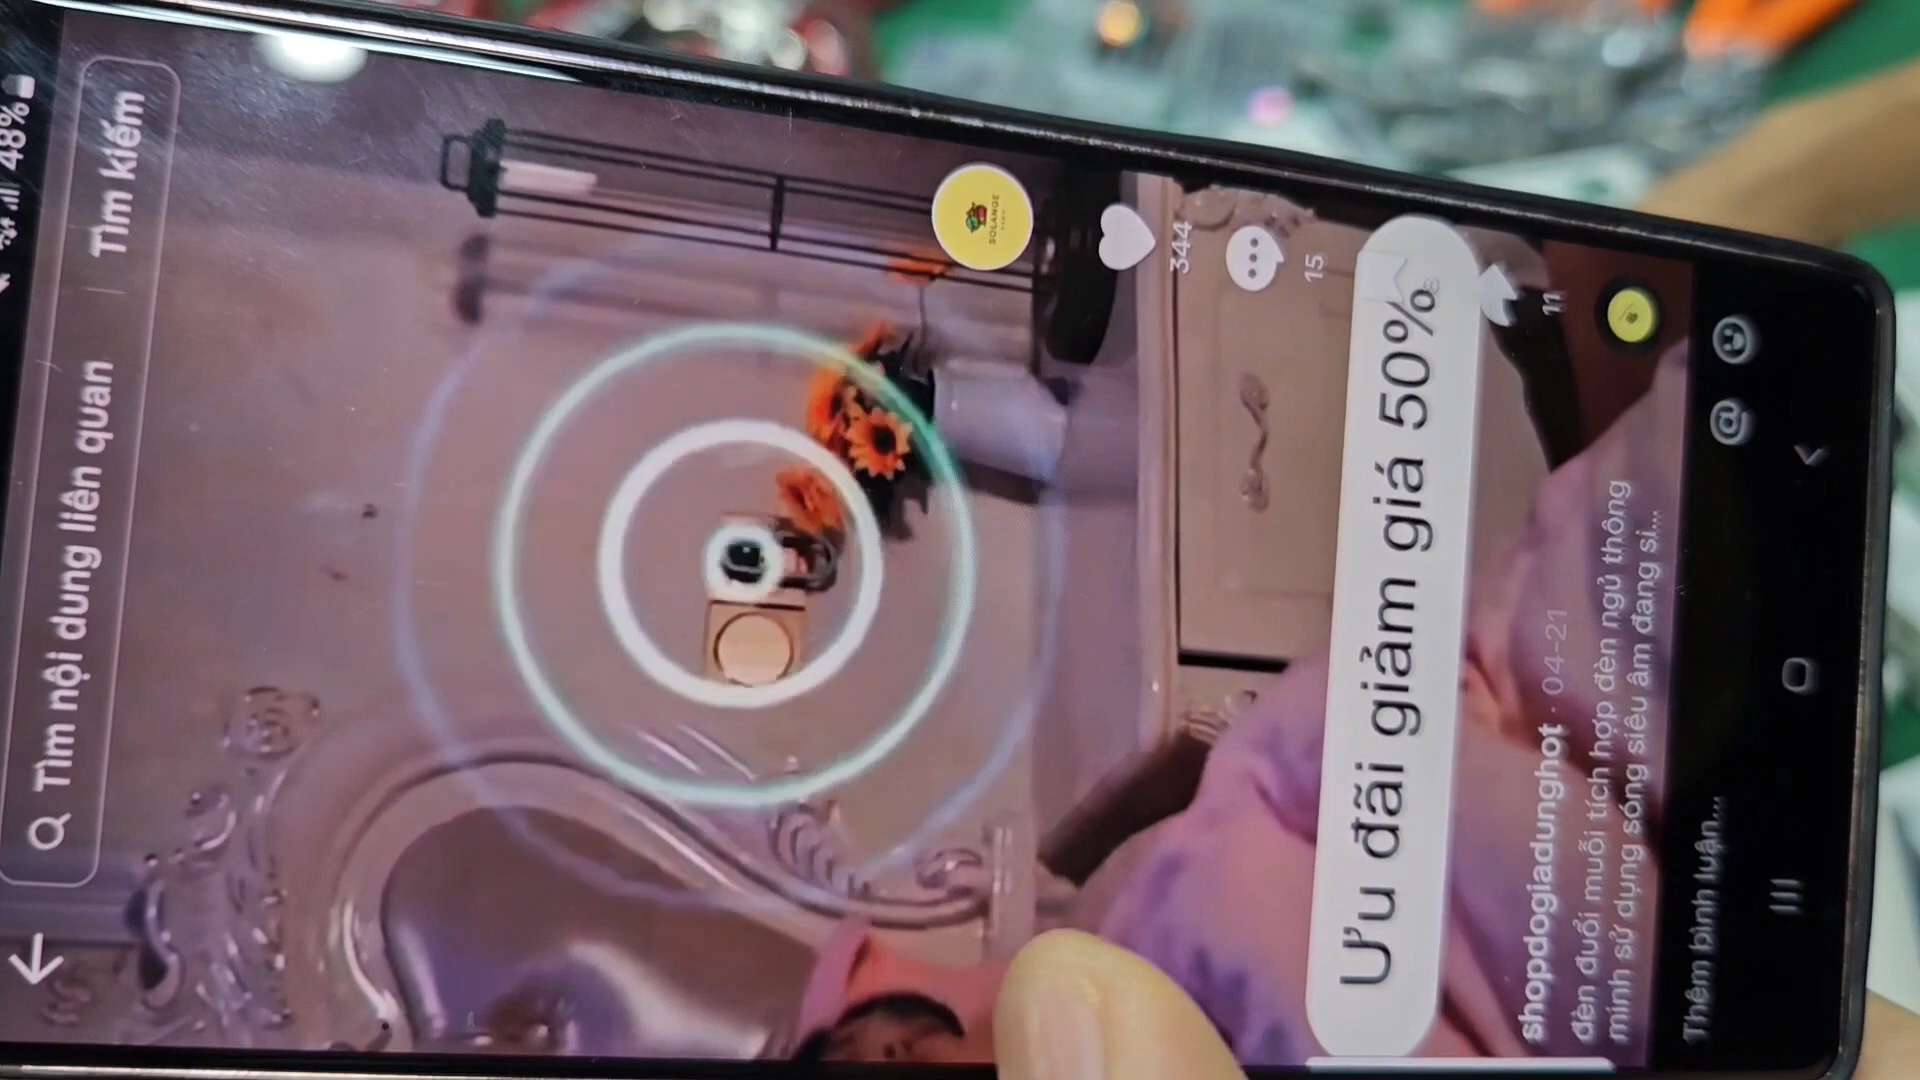 48%
Tìm nội dung liên quan
Tìm kiếm
SOLANGE
344
15
11
Ưu đãi giảm giá 50%
shopdogiadunghot · 04-21
đèn đuổi muỗi tích hợp đèn ngủ thông
minh sử dụng sóng siêu âm đang si...
Thêm bình luận...
@